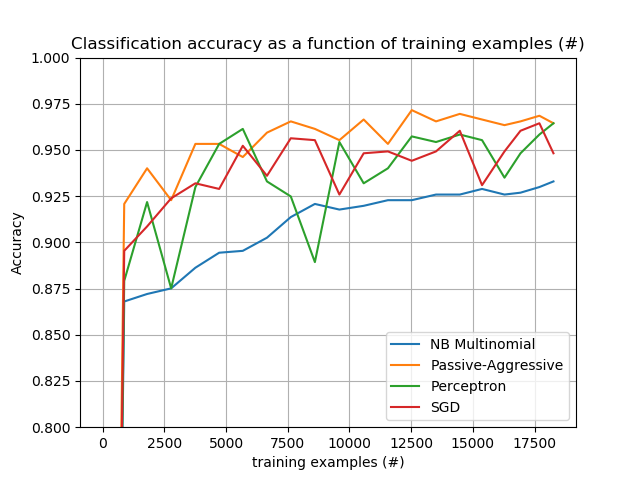 Classification accuracy as a function of training examples (#)
1.000
0.975
0.950
0.925
0.900
0.875
0.850
0.825
0.800
Accuracy
NB Multinomial
Passive-Aggressive
Perceptron
SGD
0 2500 5000 7500 10000 12500 15000 17500
training examples (#)